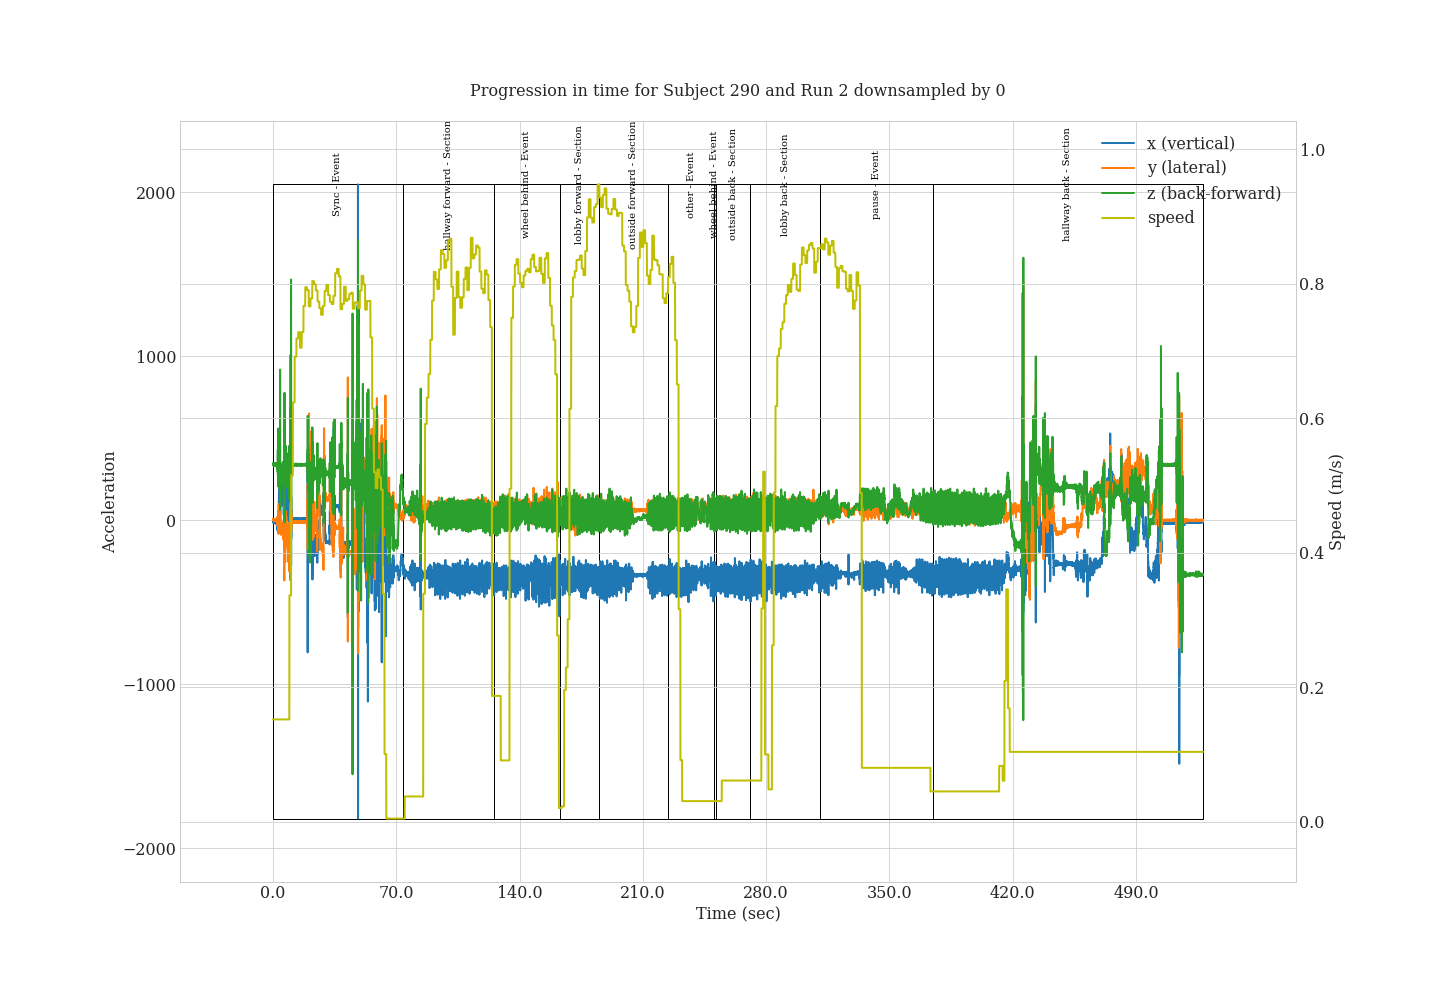 Progression in time for Subject 290 and Run 2 downsampled by 0
Sync - Event
hallway forward - Section
wheel behind - Event
lobby forward - Section
outside forward - Section
other - Event
wheel behind - Event
outside back - Section
lobby back - Section
pause - Event
hallway back - Section
x (vertical)
y (lateral)
z (back-forward)
speed
Acceleration
2000
1000
0
−1000
−2000
Speed (m/s)
1.0
0.8
0.6
0.4
0.2
0.0
0.0 70.0 140.0 210.0 280.0 350.0 420.0 490.0
Time (sec)